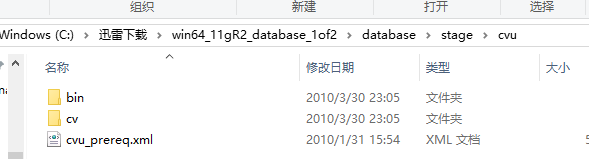 组织 新建 打开 选择
Windows (C:) › 迅雷下载 › win64_11gR2_database_1of2 › database › stage › cvu
名称 修改日期 类型
bin 2010/3/30 23:05 文件夹
cv 2010/3/30 23:05 文件夹
cvu_prereq.xml 2010/1/31 15:54 XML 文档